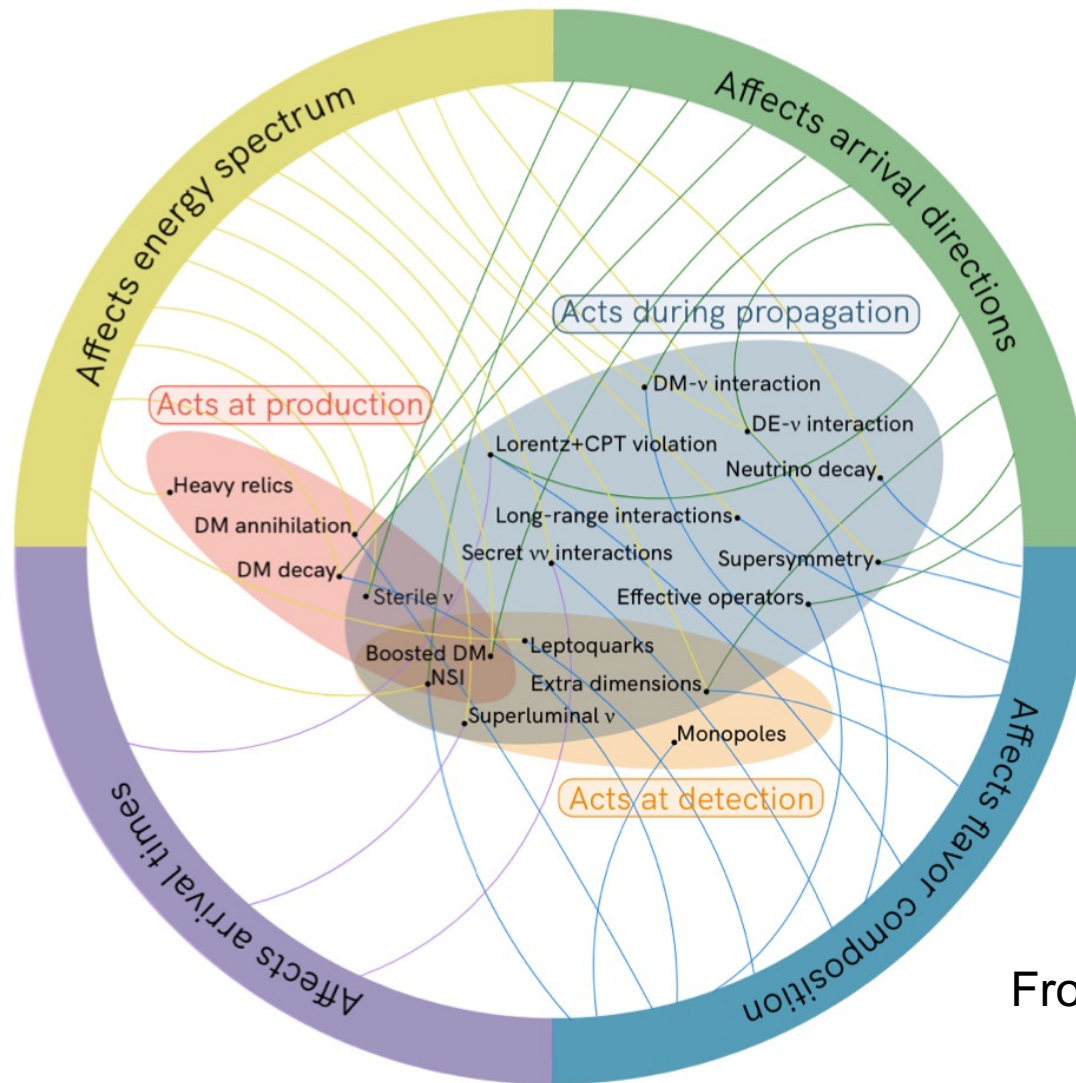 Affects energy spectrum
Affects arrival directions
Acts during propagation
DM-ν interaction
Acts at production
DE-ν interaction
Lorentz+CPT violation
Neutrino decay
Heavy relics
Long-range interactions
DM annihilation
Secret νν interactions
Supersymmetry
DM decay
Sterile ν
Effective operators
Leptoquarks
Boosted DM
NSI
Extra dimensions
Superluminal ν
Monopoles
Acts at detection
Affects arrival times
Affects flavor composition
Fro